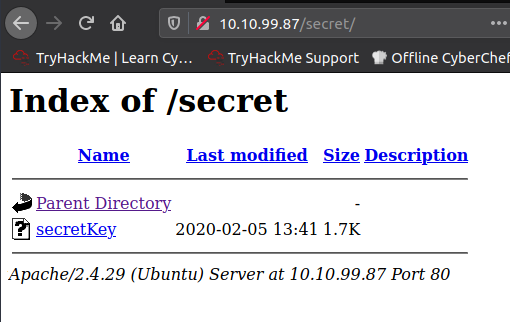 10.10.99.87/secret/
TryHackMe | Learn Cy… TryHackMe Support Offline CyberChef
Index of /secret
Name Last modified Size Description
Parent Directory -
secretKey 2020-02-05 13:41 1.7K
Apache/2.4.29 (Ubuntu) Server at 10.10.99.87 Port 80